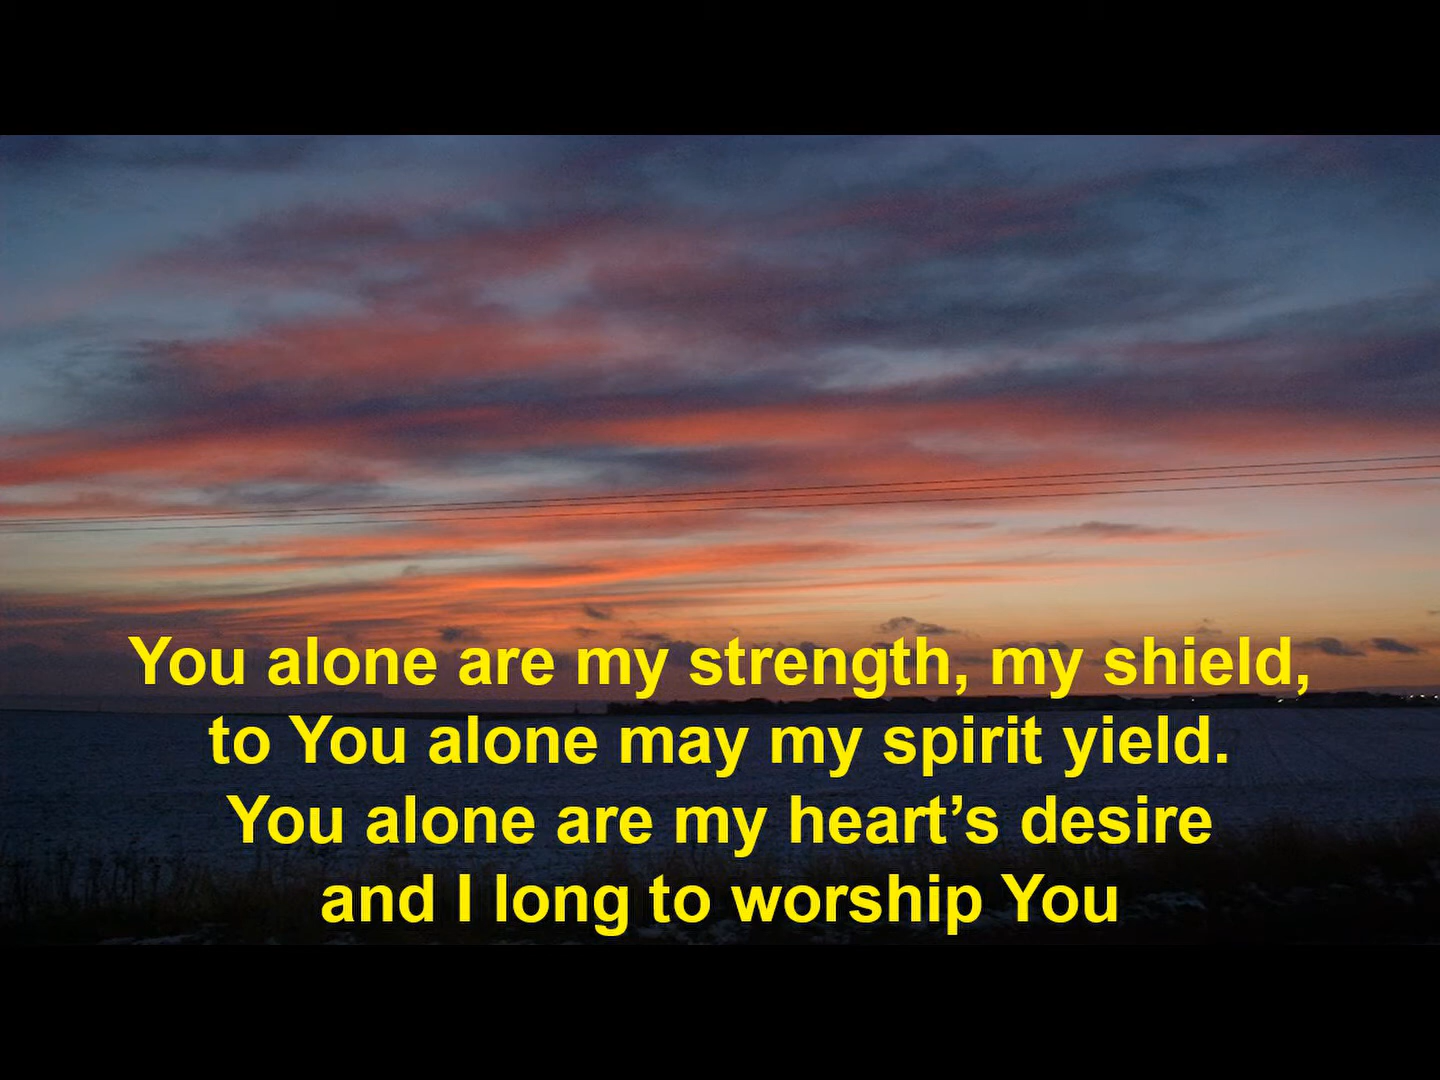 You alone are my strength, my shield,
to You alone may my spirit yield.
You alone are my heart’s desire
and I long to worship You